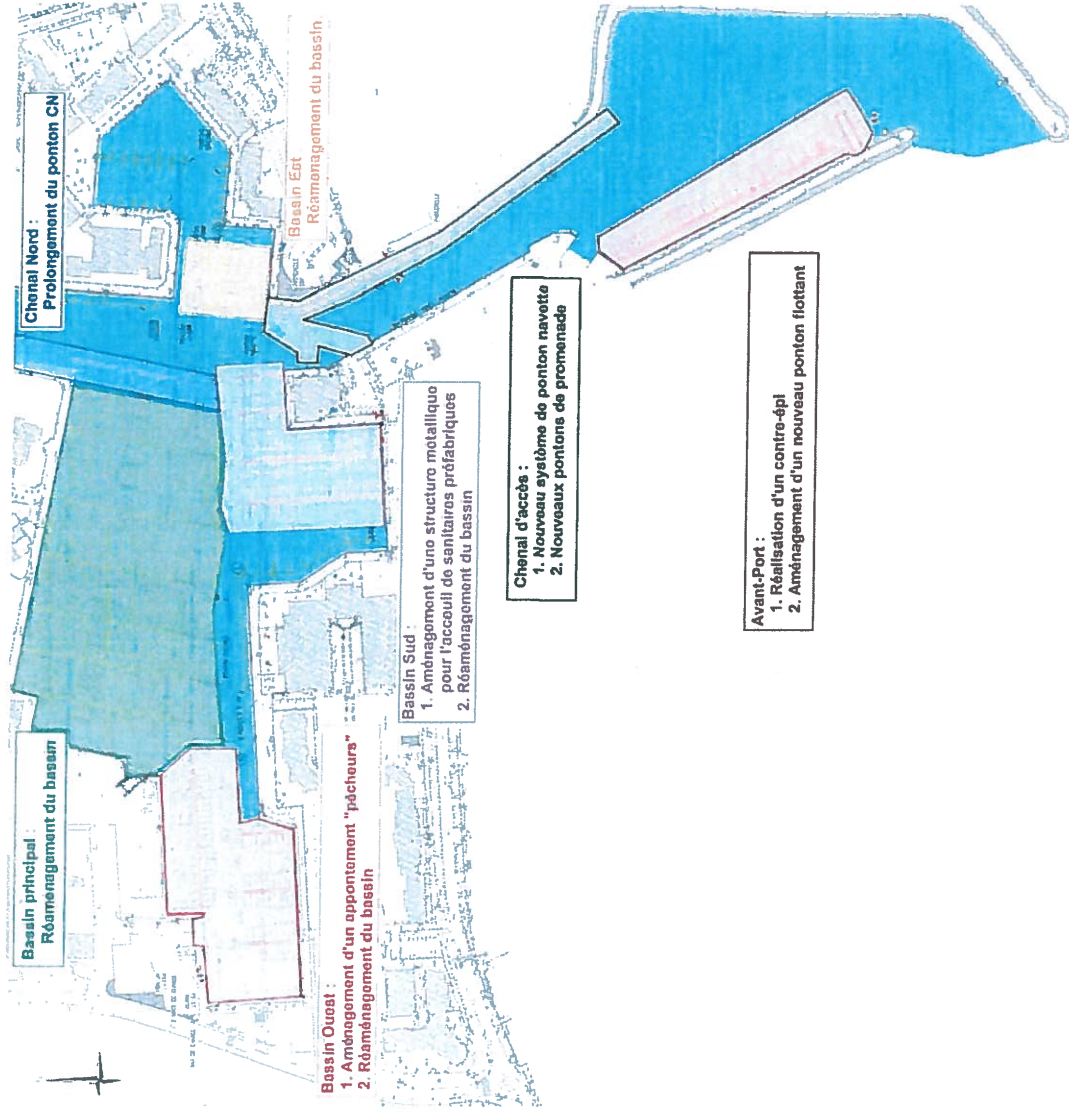 Bassin principal :
Réaménagement du bassin
Chenal Nord :
Prolongement du ponton CN
Bassin Est
Réaménagement du bassin
Bassin Ouest :
1. Aménagement d'un appontement "pêcheurs"
2. Réaménagement du bassin
Bassin Sud :
1. Aménagement d'une structure métallique
pour l'accueil de sanitaires préfabriqués
2. Réaménagement du bassin
Chenal d'accès :
1. Nouveau système de ponton navette
2. Nouveaux pontons de promenade
Avant-Port :
1. Réalisation d'un contre-épi
2. Aménagement d'un nouveau ponton flottant